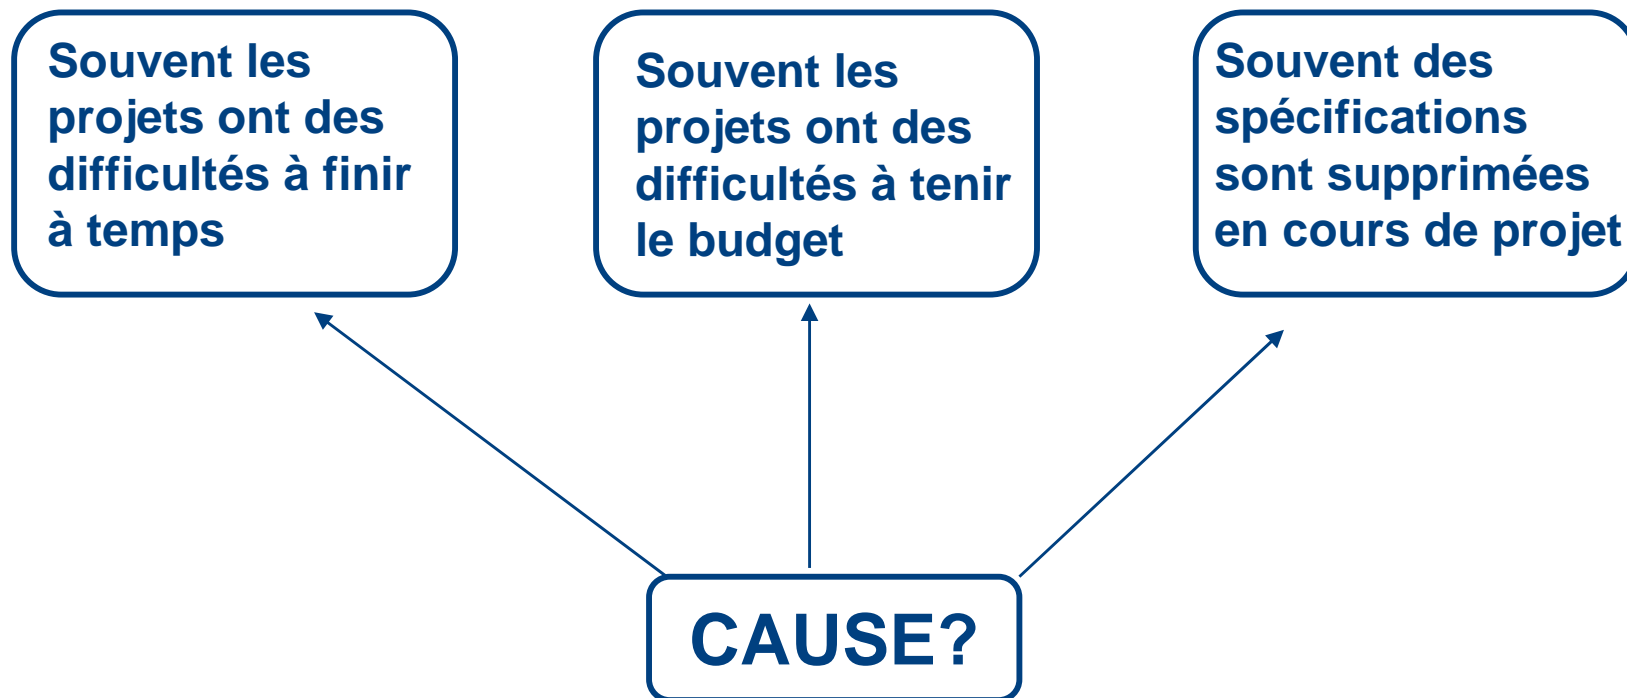 Souvent les
projets ont des
difficultés à finir
à temps
Souvent les
projets ont des
difficultés à tenir
le budget
Souvent des
spécifications
sont supprimées
en cours de projet
CAUSE?